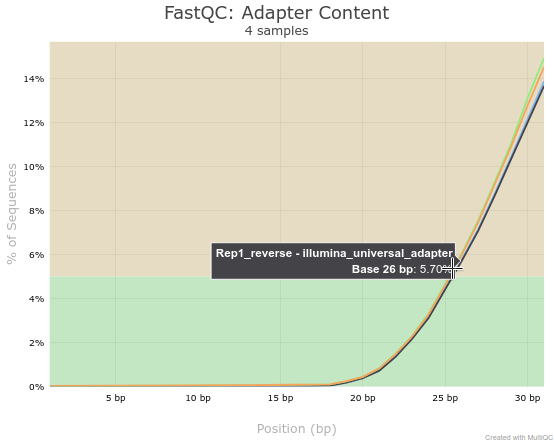 FastQC: Adapter Content
4 samples
% of Sequences
14%
12%
10%
8%
6%
4%
2%
0%
Rep1_reverse - illumina_universal_adapter
Base 26 bp: 5.70%
5 bp
10 bp
15 bp
20 bp
25 bp
30 bp
Position (bp)
Created with MultiQC